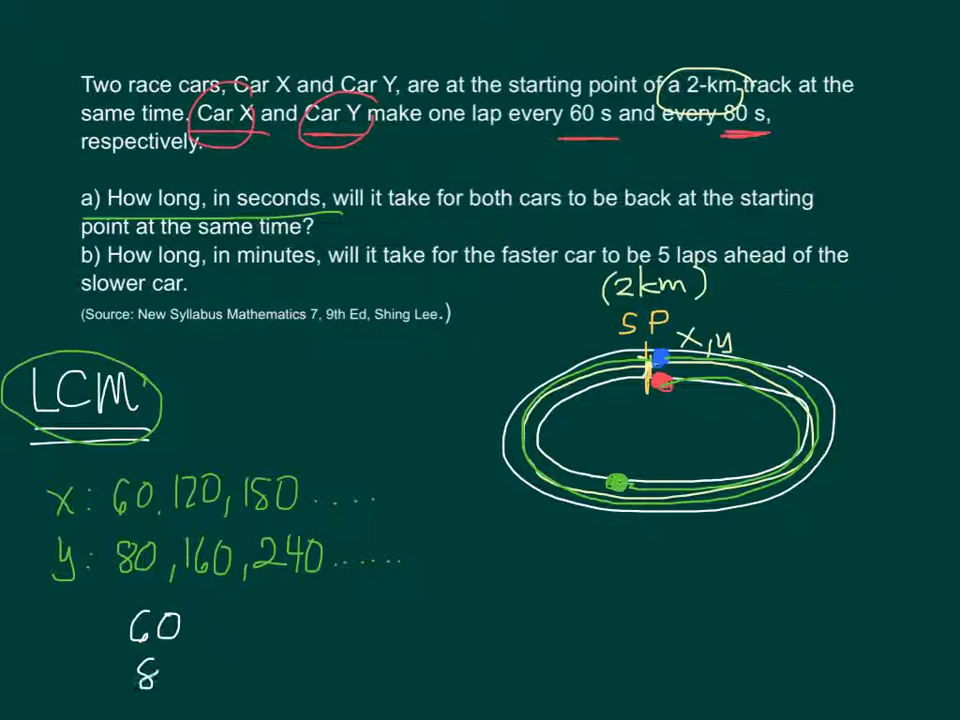 Two race cars, Car X and Car Y, are at the starting point of a 2-km track at the
same time. Car X and Car Y make one lap every 60 s and every 80 s,
respectively.
a) How long, in seconds, will it take for both cars to be back at the starting
point at the same time?
b) How long, in minutes, will it take for the faster car to be 5 laps ahead of the
slower car.
(Source: New Syllabus Mathematics 7, 9th Ed, Shing Lee.)
(2km)
SP
x,y
LCM
x: 60,120,180....
y: 80,160,240......
60
8